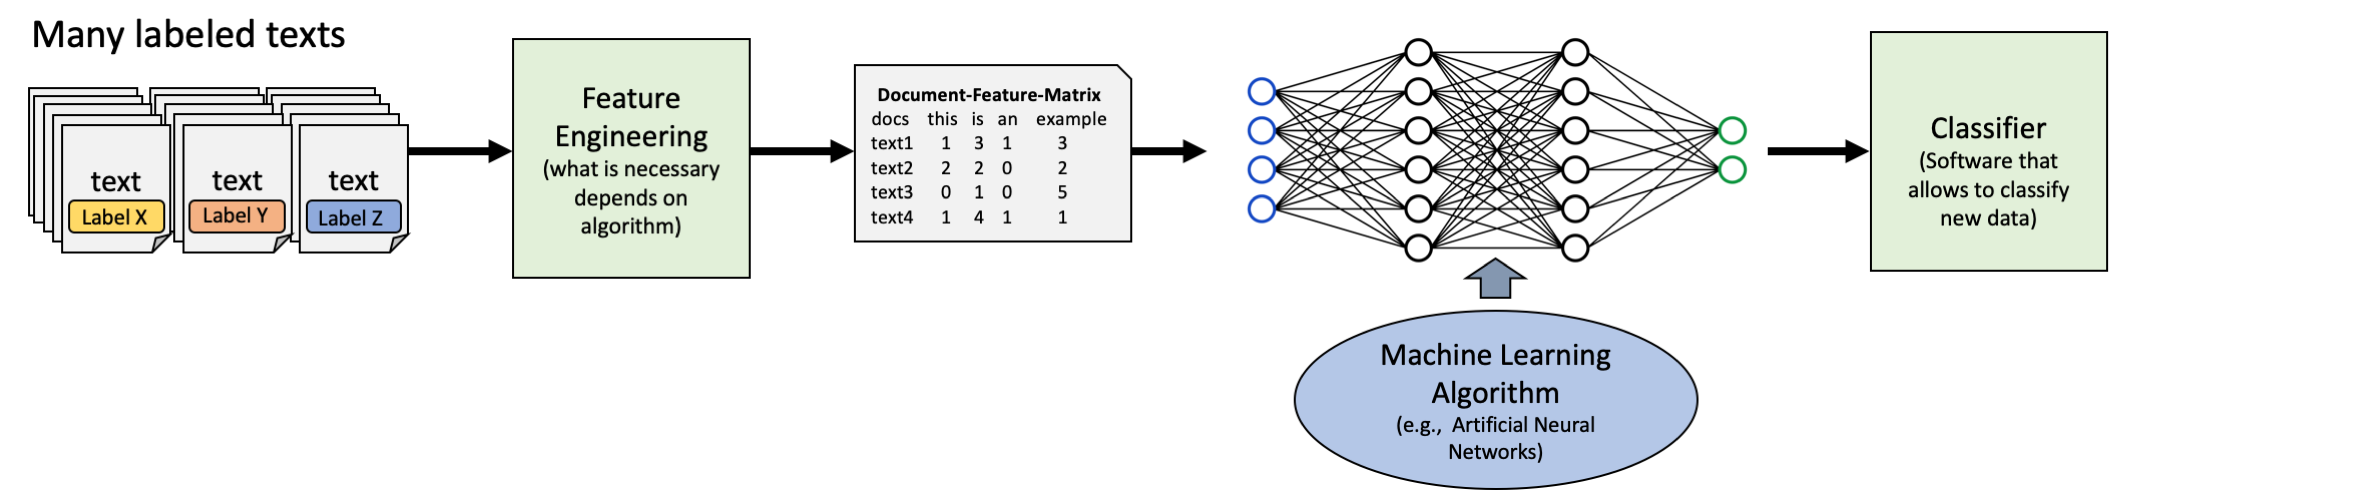 Many labeled texts
text
Label X
text
Label Y
text
Label Z
Feature
Engineering
(what is necessary
depends on
algorithm)
Document-Feature-Matrix
docs this is an example
text1 1 3 1 3
text2 2 2 0 2
text3 0 1 0 5
text4 1 4 1 1
Machine Learning
Algorithm
(e.g., Artificial Neural
Networks)
Classifier
(Software that
allows to classify
new data)